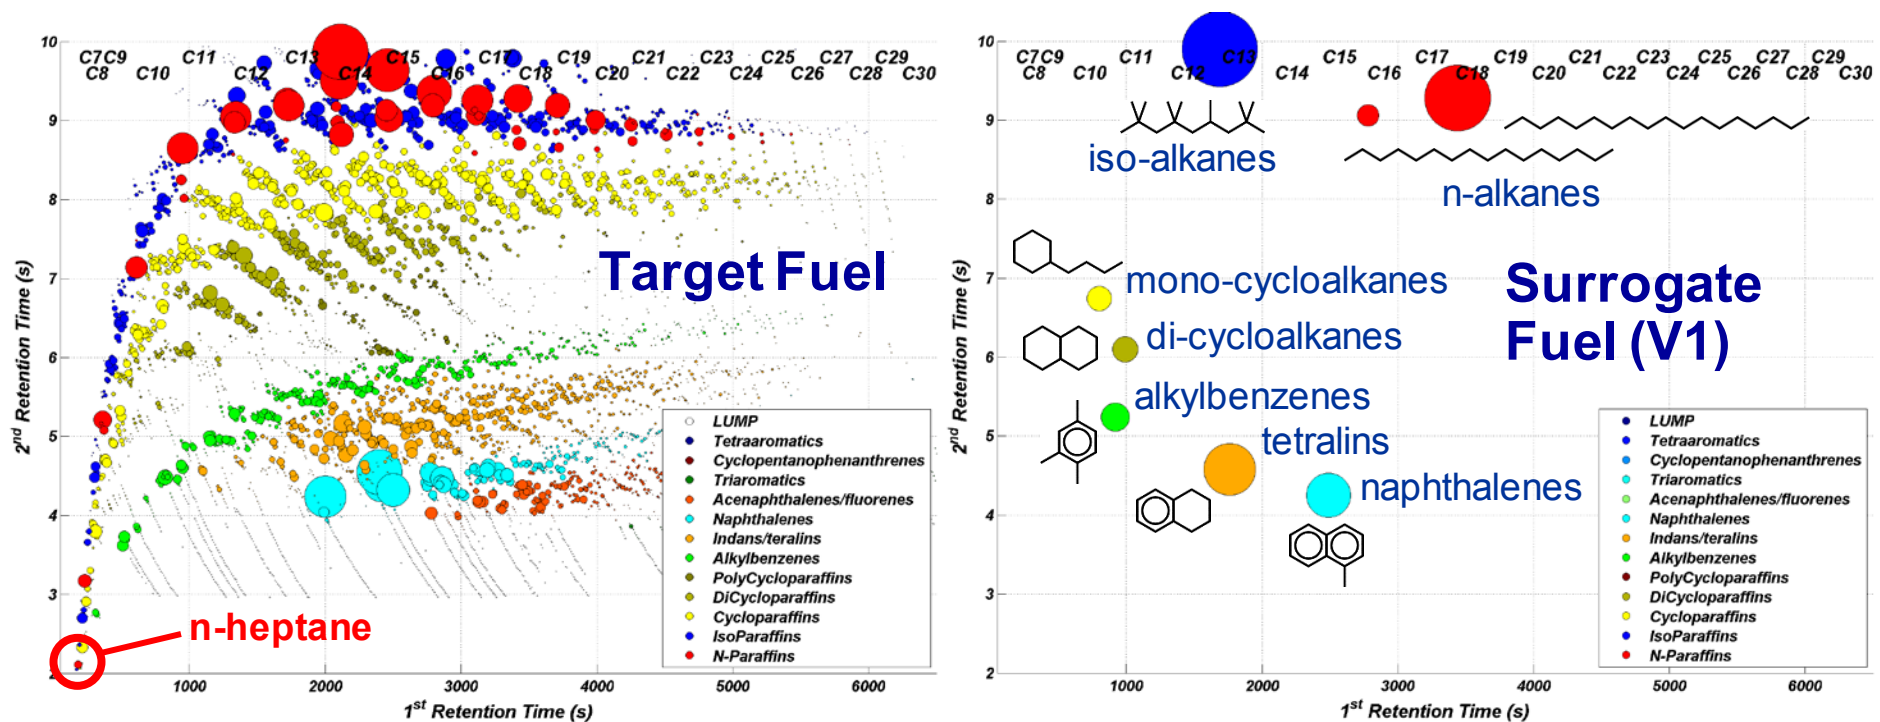 10
9
8
7
6
5
4
3
2
C7C9 C11 C13 C15 C17 C19 C21 C23 C25 C27 C29
C8 C10 C12 C14 C16 C18 C20 C22 C24 C26 C28 C30
Target Fuel
2nd Retention Time (s)
LUMP
Tetraaromatics
Cyclopentanophenanthrenes
Triaromatics
Acenaphthalenes/fluorenes
Naphthalenes
Indans/teralins
Alkylbenzenes
PolyCycloparaffins
DiCycloparaffins
Cycloparaffins
IsoParaffins
N-Paraffins
n-heptane
1000 2000 3000 4000 5000 6000
1st Retention Time (s)
10
9
8
7
6
5
4
3
2
C7C9 C11 C13 C15 C17 C19 C21 C23 C25 C27 C29
C8 C10 C12 C14 C16 C18 C20 C22 C24 C26 C28 C30
iso-alkanes
n-alkanes
mono-cycloalkanes
di-cycloalkanes
alkylbenzenes
tetralins
naphthalenes
Surrogate
Fuel (V1)
2nd Retention Time (s)
LUMP
Tetraaromatics
Cyclopentanophenanthrenes
Triaromatics
Acenaphthalenes/fluorenes
Naphthalenes
Indans/teralins
Alkylbenzenes
PolyCycloparaffins
DiCycloparaffins
Cycloparaffins
IsoParaffins
N-Paraffins
1000 2000 3000 4000 5000 6000
1st Retention Time (s)